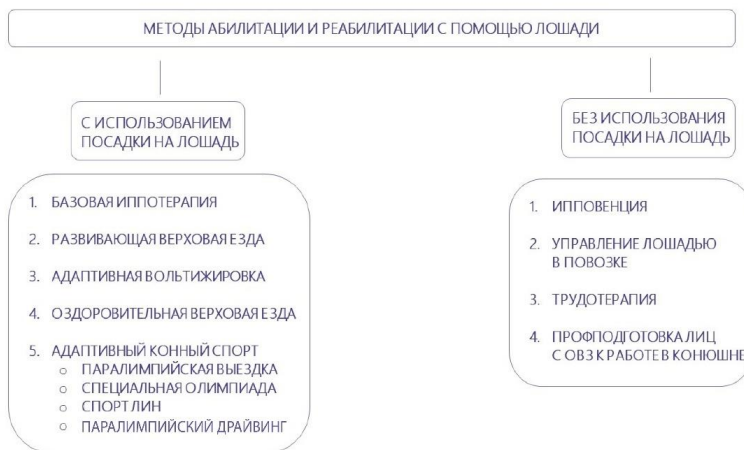 МЕТОДЫ АБИЛИТАЦИИ И РЕАБИЛИТАЦИИ С ПОМОЩЬЮ ЛОШАДИ
С ИСПОЛЬЗОВАНИЕМ
ПОСАДКИ НА ЛОШАДЬ
1. БАЗОВАЯ ИППОТЕРАПИЯ
2. РАЗВИВАЮЩАЯ ВЕРХОВАЯ ЕЗДА
3. АДАПТИВНАЯ ВОЛЬТИЖИРОВКА
4. ОЗДОРОВИТЕЛЬНАЯ ВЕРХОВАЯ ЕЗДА
5. АДАПТИВНЫЙ КОННЫЙ СПОРТ
○ ПАРАЛИМПИЙСКАЯ ВЫЕЗДКА
○ СПЕЦИАЛЬНАЯ ОЛИМПИАДА
○ СПОРТ ЛИН
○ ПАРАЛИМПИЙСКИЙ ДРАЙВИНГ
БЕЗ ИСПОЛЬЗОВАНИЯ
ПОСАДКИ НА ЛОШАДЬ
1. ИППОВЕНЦИЯ
2. УПРАВЛЕНИЕ ЛОШАДЬЮ
В ПОВОЗКЕ
3. ТРУДОТЕРАПИЯ
4. ПРОФПОДГОТОВКА ЛИЦ
С ОВЗ К РАБОТЕ В КОНЮШНЕ